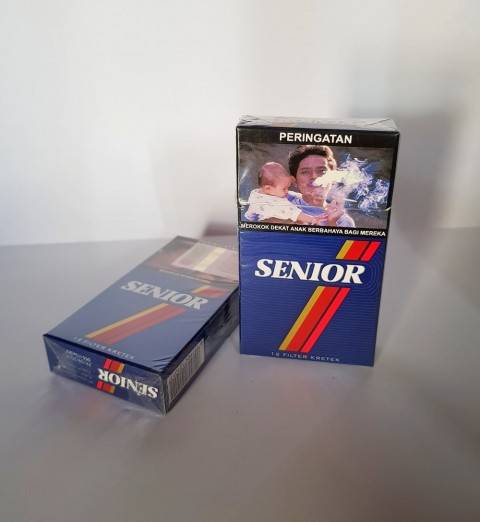 PERINGATAN
MEROKOK DEKAT ANAK BERBAHAYA BAGI MEREKA
SENIOR
12 FILTER KRETEK
SENIOR
12 FILTER KRETEK
SENIOR